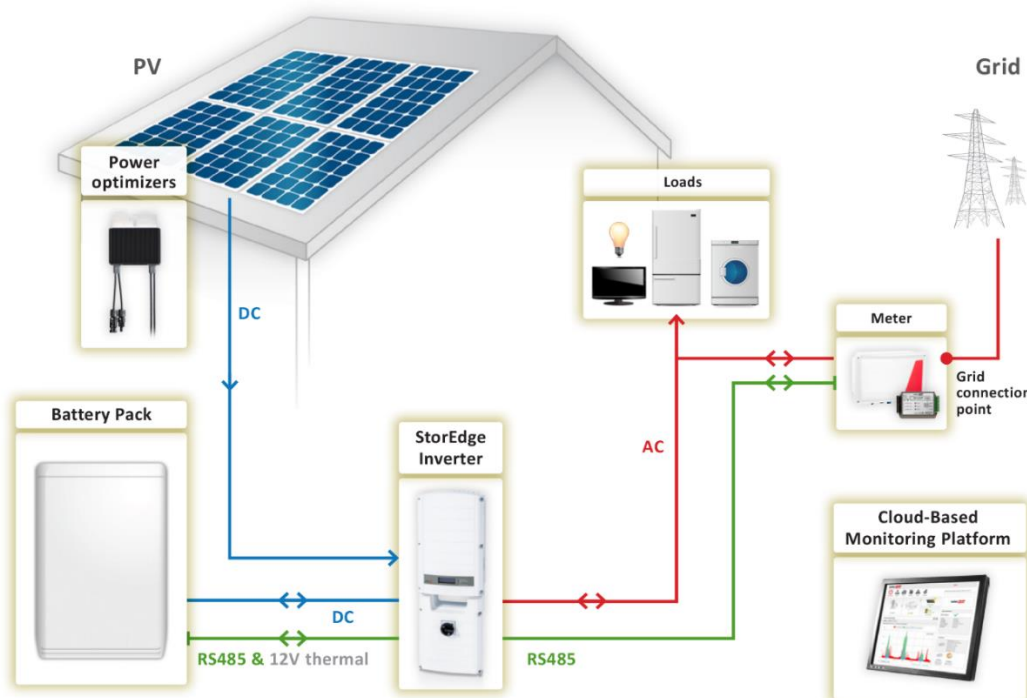 PV
Grid
Power
optimizers
Loads
DC
Meter
Grid
connection
point
Battery Pack
StorEdge
Inverter
AC
Cloud-Based
Monitoring Platform
DC
RS485 & 12V thermal
RS485